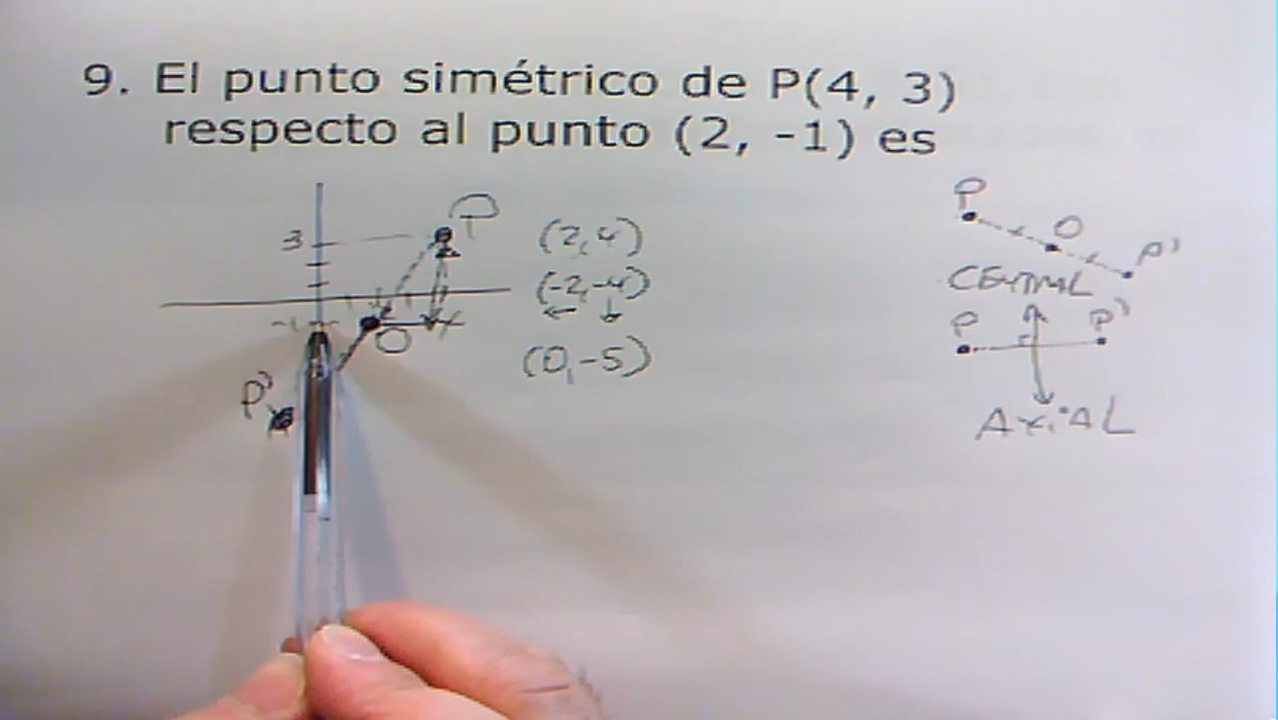 9. El punto simétrico de P(4, 3)
respecto al punto (2, -1) es
P
3
-1
O
P'
(2,4)
(-2,-4)
(0,-5)
P
O
P'
CENTRAL
P
P'
AXIAL